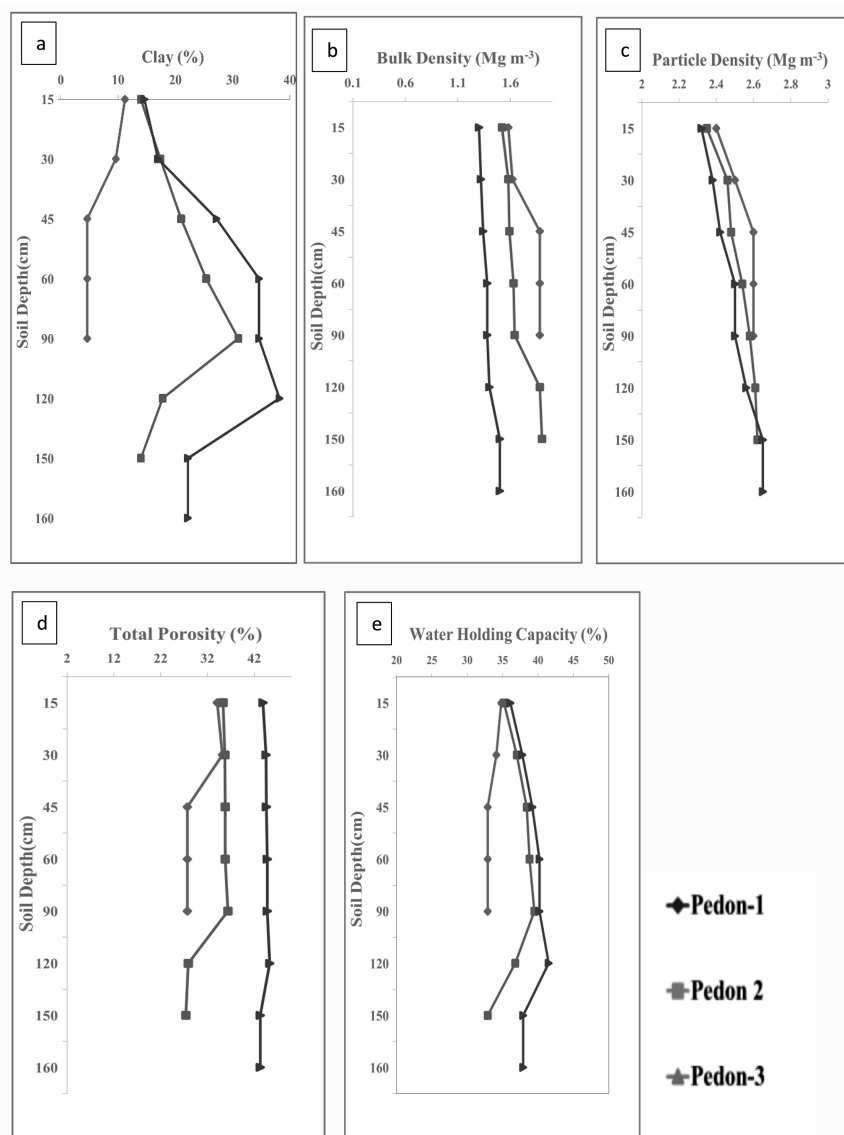 a
Clay (%)
0 10 20 30 40
15
30
45
60
90
120
150
160
Soil Depth(cm)
b
Bulk Density (Mg m-3)
0.1 0.6 1.1 1.6
15
30
45
60
90
120
150
160
Soil Depth(cm)
c
Particle Density (Mg m-3)
2 2.2 2.4 2.6 2.8 3
15
30
45
60
90
120
150
160
Soil Depth(cm)
d
Total Porosity (%)
2 12 22 32 42
15
30
45
60
90
120
150
160
Soil Depth(cm)
e
Water Holding Capacity (%)
20 25 30 35 40 45 50
15
30
45
60
90
120
150
160
Soil Depth(cm)
Pedon-1
Pedon 2
Pedon-3